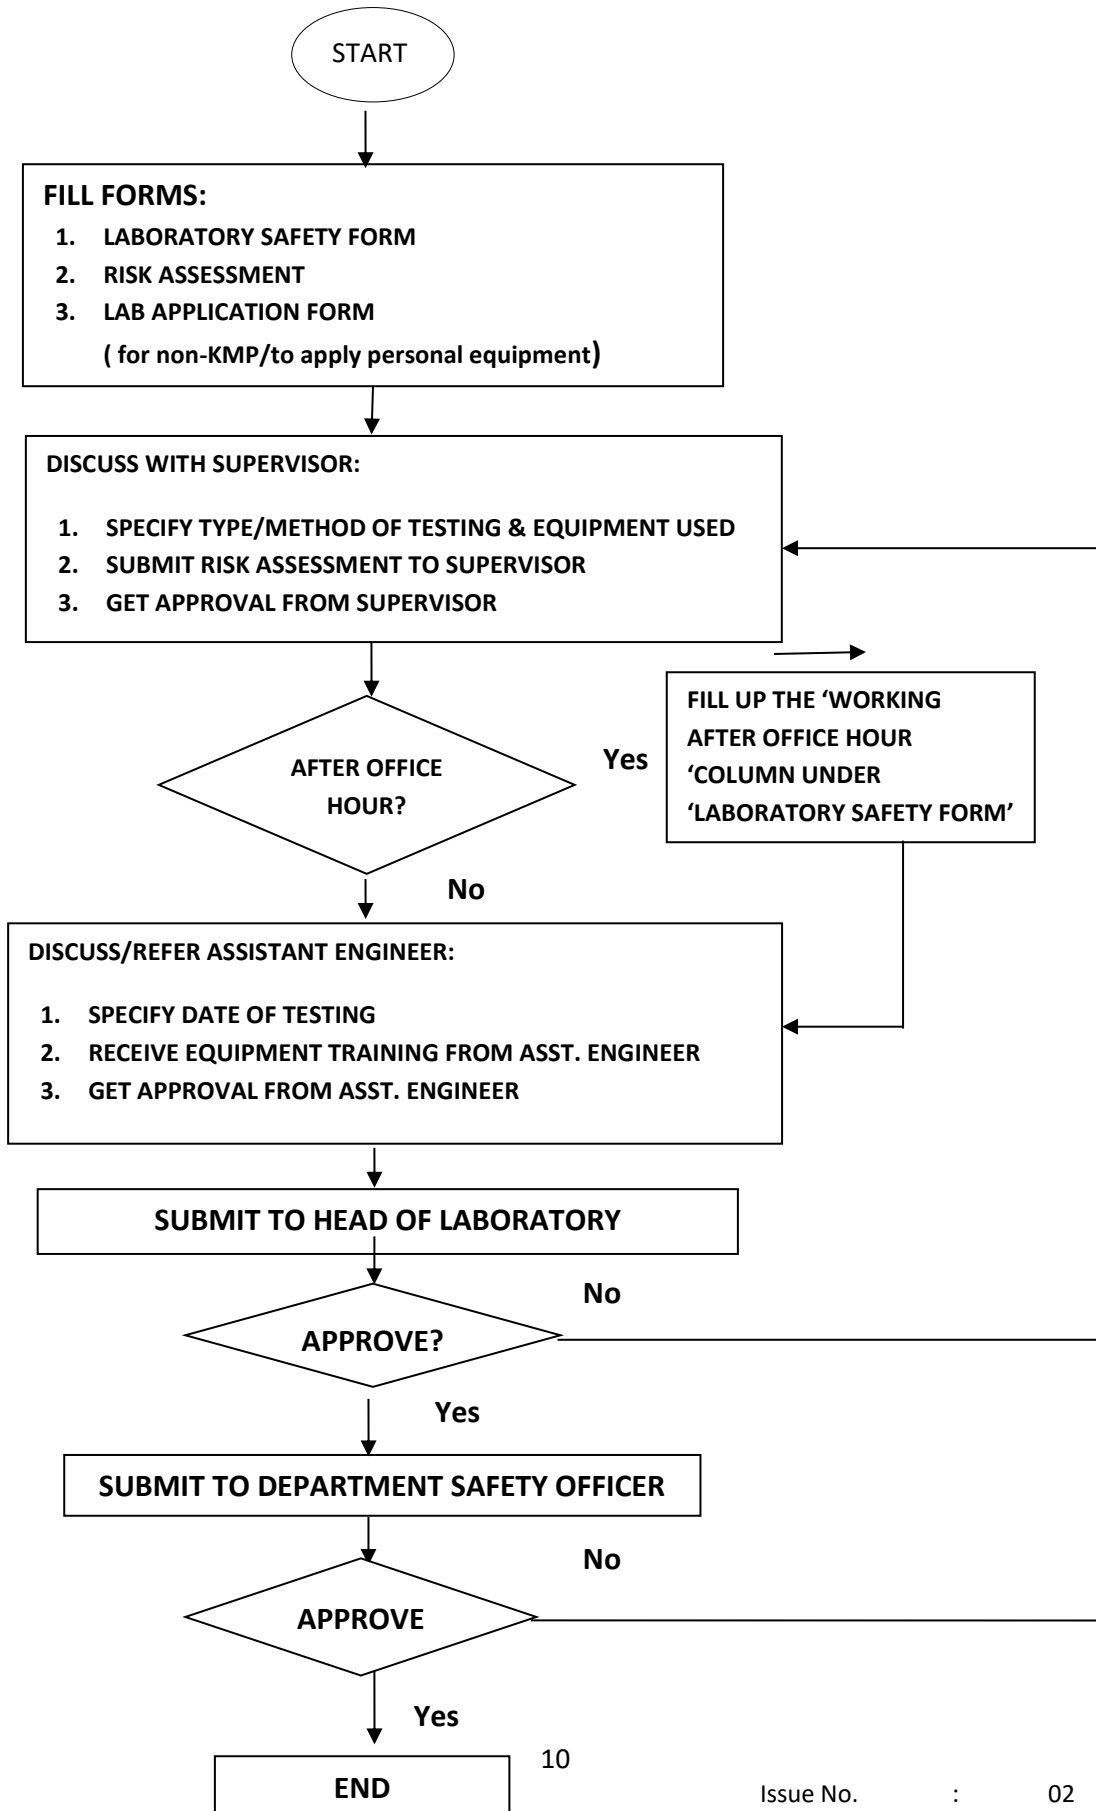 START
FILL FORMS:
1. LABORATORY SAFETY FORM
2. RISK ASSESSMENT
3. LAB APPLICATION FORM
( for non-KMP/to apply personal equipment)
DISCUSS WITH SUPERVISOR:
1. SPECIFY TYPE/METHOD OF TESTING & EQUIPMENT USED
2. SUBMIT RISK ASSESSMENT TO SUPERVISOR
3. GET APPROVAL FROM SUPERVISOR
AFTER OFFICE
HOUR?
Yes
FILL UP THE ‘WORKING
AFTER OFFICE HOUR
‘COLUMN UNDER
‘LABORATORY SAFETY FORM’
No
DISCUSS/REFER ASSISTANT ENGINEER:
1. SPECIFY DATE OF TESTING
2. RECEIVE EQUIPMENT TRAINING FROM ASST. ENGINEER
3. GET APPROVAL FROM ASST. ENGINEER
SUBMIT TO HEAD OF LABORATORY
No
APPROVE?
Yes
SUBMIT TO DEPARTMENT SAFETY OFFICER
No
APPROVE
Yes
END
10
Issue No. : 02